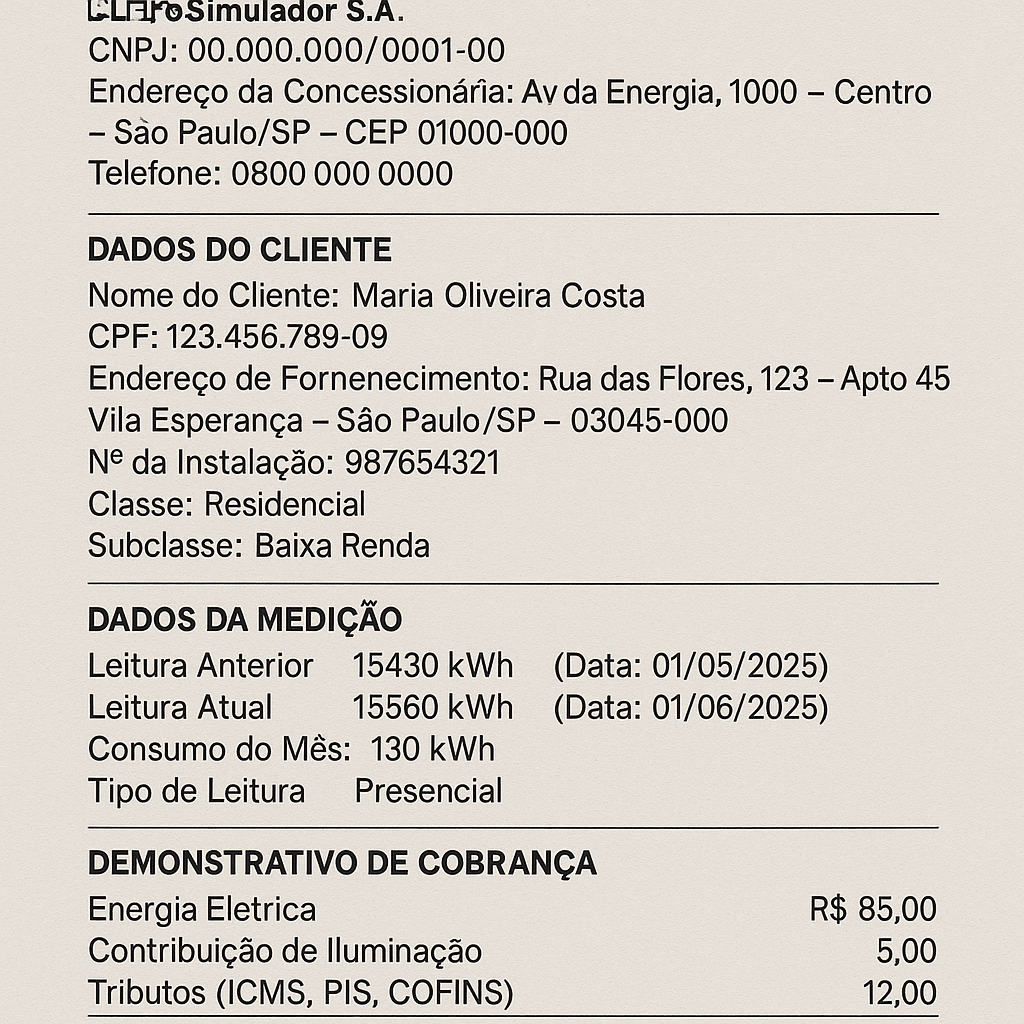 Simulador S.A.
CNPJ: 00.000.000/0001-00
Endereço da Concessionária: Av da Energia, 1000 – Centro
– São Paulo/SP – CEP 01000-000
Telefone: 0800 000 0000
DADOS DO CLIENTE
Nome do Cliente: Maria Oliveira Costa
CPF: 123.456.789-09
Endereço de Fornenecimento: Rua das Flores, 123 – Apto 45
Vila Esperança – Sâo Paulo/SP – 03045-000
Nº da Instalação: 987654321
Classe: Residencial
Subclasse: Baixa Renda
DADOS DA MEDIÇÃO
Leitura Anterior 15430 kWh (Data: 01/05/2025)
Leitura Atual 15560 kWh (Data: 01/06/2025)
Consumo do Mês: 130 kWh
Tipo de Leitura Presencial
DEMONSTRATIVO DE COBRANÇA
Energia Eletrica R$ 85,00
Contribuição de Iluminação 5,00
Tributos (ICMS, PIS, COFINS) 12,00